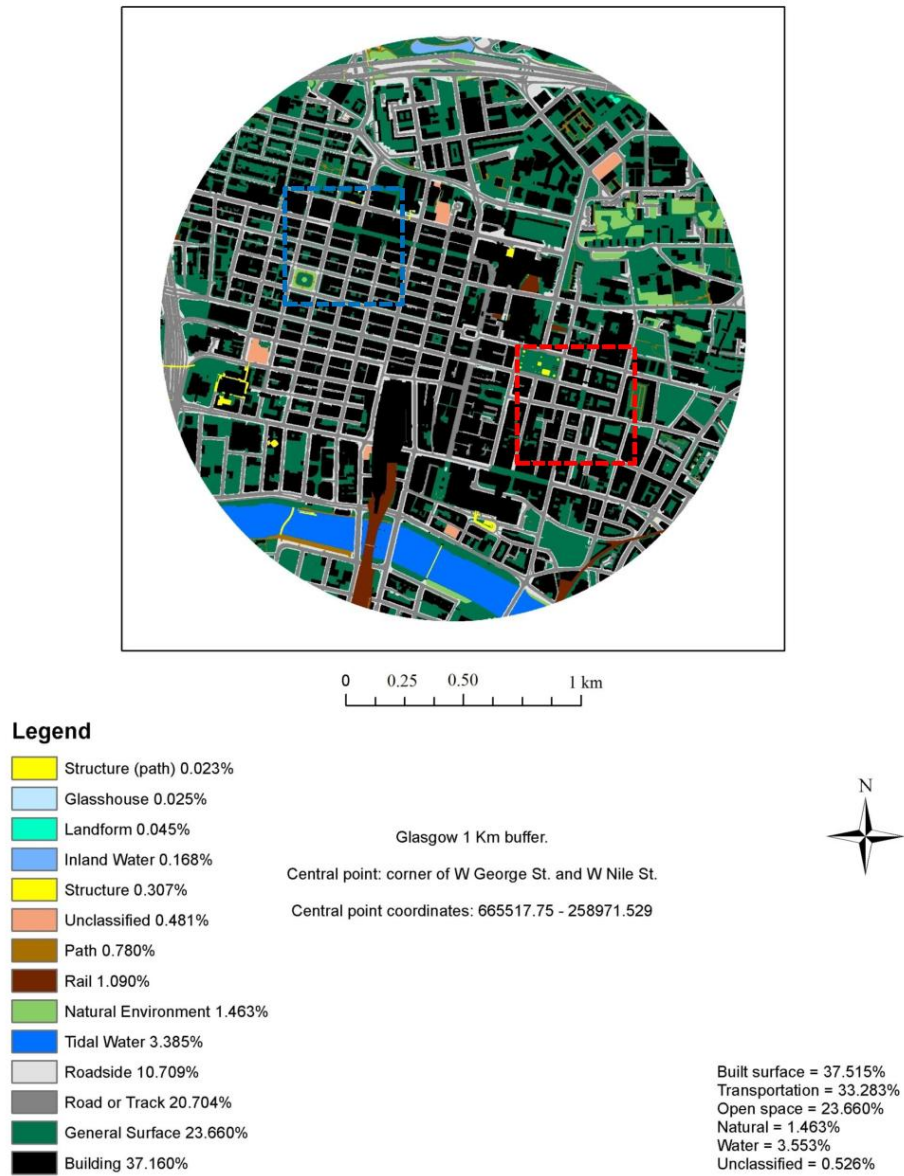 0 0.25 0.50 1 km
Legend
Structure (path) 0.023%
Glasshouse 0.025%
Landform 0.045%
Inland Water 0.168%
Structure 0.307%
Unclassified 0.481%
Path 0.780%
Rail 1.090%
Natural Environment 1.463%
Tidal Water 3.385%
Roadside 10.709%
Road or Track 20.704%
General Surface 23.660%
Building 37.160%
Glasgow 1 Km buffer.
Central point: corner of W George St. and W Nile St.
Central point coordinates: 665517.75 - 258971.529
N
Built surface = 37.515%
Transportation = 33.283%
Open space = 23.660%
Natural = 1.463%
Water = 3.553%
Unclassified = 0.526%